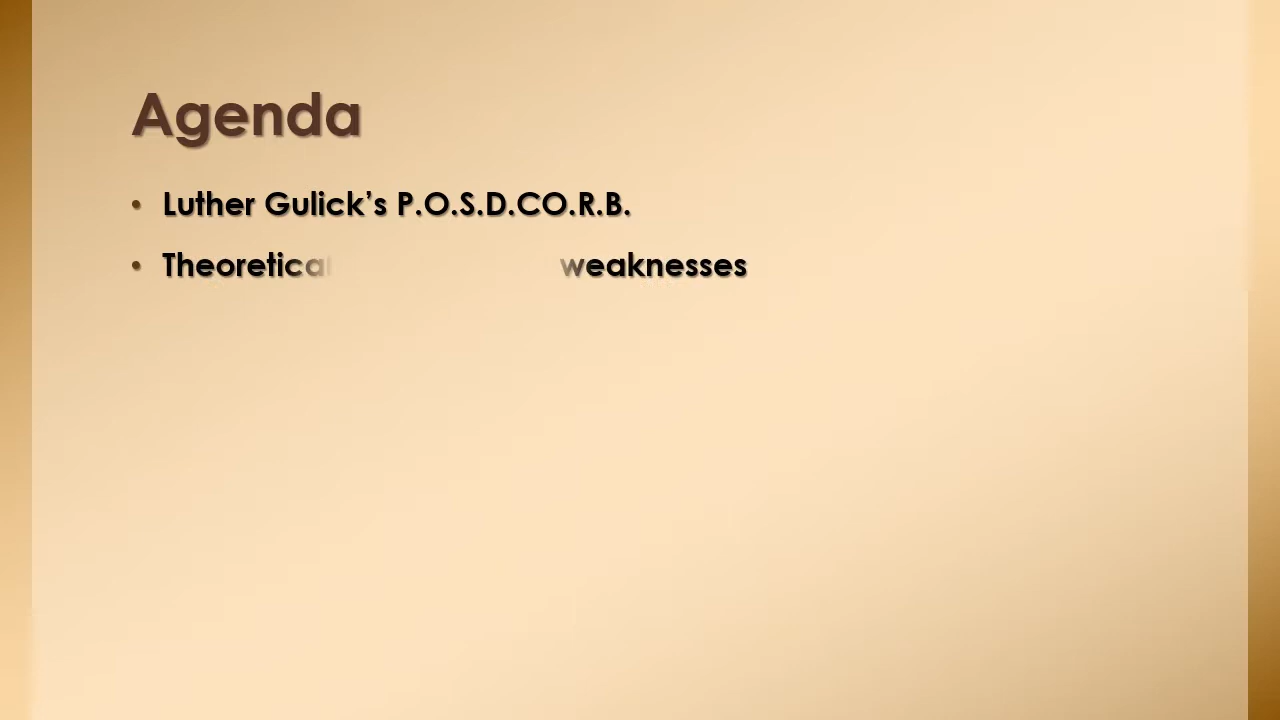 Agenda
• Luther Gulick’s P.O.S.D.CO.R.B.
• Theoretical weaknesses